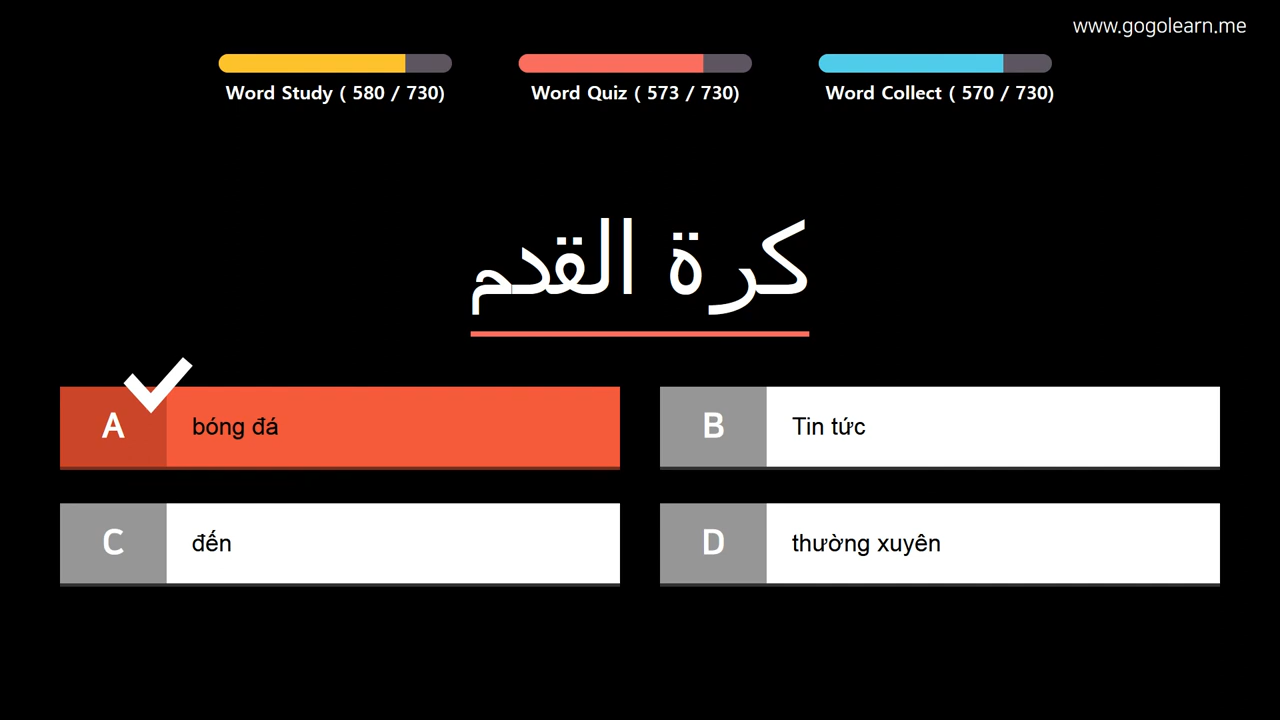 www.gogolearn.me
Word Study ( 580 / 730)
Word Quiz ( 573 / 730)
Word Collect ( 570 / 730)
كرة القدم
A bóng đá
B Tin tức
C đến
D thường xuyên